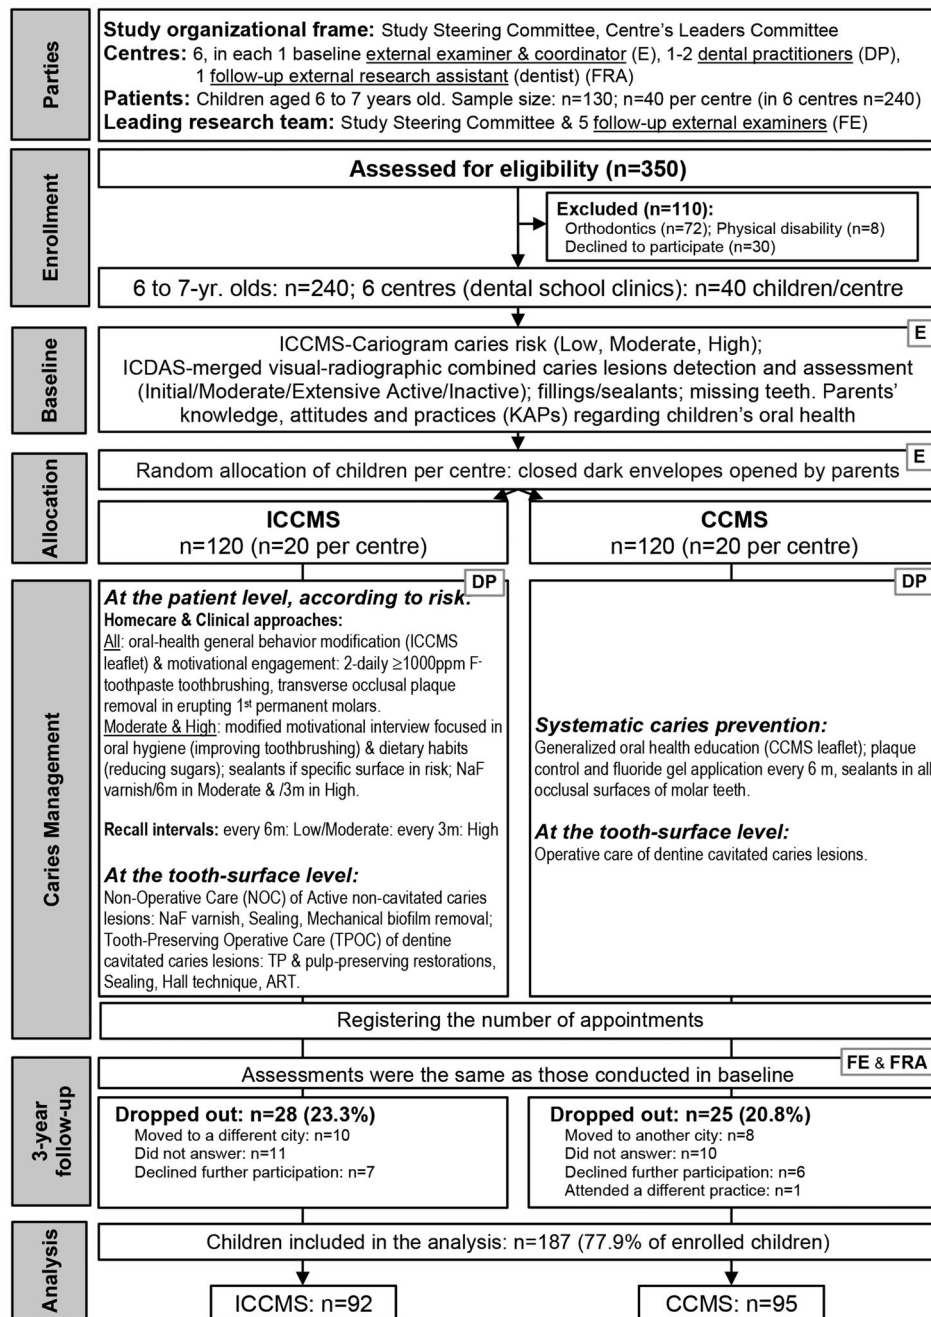 Parties
Study organizational frame: Study Steering Committee, Centre's Leaders Committee
Centres: 6, in each 1 baseline external examiner & coordinator (E), 1-2 dental practitioners (DP),
1 follow-up external research assistant (dentist) (FRA)
Patients: Children aged 6 to 7 years old. Sample size: n=130; n=40 per centre (in 6 centres n=240)
Leading research team: Study Steering Committee & 5 follow-up external examiners (FE)
Enrollment
Assessed for eligibility (n=350)
Excluded (n=110):
Orthodontics (n=72); Physical disability (n=8)
Declined to participate (n=30)
6 to 7-yr. olds: n=240; 6 centres (dental school clinics): n=40 children/centre
Baseline
E
ICCMS-Cariogram caries risk (Low, Moderate, High);
ICDAS-merged visual-radiographic combined caries lesions detection and assessment
(Initial/Moderate/Extensive Active/Inactive); fillings/sealants; missing teeth. Parents'
knowledge, attitudes and practices (KAPs) regarding children's oral health
Allocation
E
Random allocation of children per centre: closed dark envelopes opened by parents
ICCMS
n=120 (n=20 per centre)
CCMS
n=120 (n=20 per centre)
Caries Management
DP
At the patient level, according to risk:
Homecare & Clinical approaches:
All: oral-health general behavior modification (ICCMS
leaflet) & motivational engagement: 2-daily ≥1000ppm F-
toothpaste toothbrushing, transverse occlusal plaque
removal in erupting 1st permanent molars.
Moderate & High: modified motivational interview focused in
oral hygiene (improving toothbrushing) & dietary habits
(reducing sugars); sealants if specific surface in risk; NaF
varnish/6m in Moderate & /3m in High.
Recall intervals: every 6m: Low/Moderate: every 3m: High
At the tooth-surface level:
Non-Operative Care (NOC) of Active non-cavitated caries
lesions: NaF varnish, Sealing, Mechanical biofilm removal;
Tooth-Preserving Operative Care (TPOC) of dentine
cavitated caries lesions: TP & pulp-preserving restorations,
Sealing, Hall technique, ART.
DP
Systematic caries prevention:
Generalized oral health education (CCMS leaflet); plaque
control and fluoride gel application every 6 m, sealants in all
occlusal surfaces of molar teeth.
At the tooth-surface level:
Operative care of dentine cavitated caries lesions.
Registering the number of appointments
3-year
follow-up
FE & FRA
Assessments were the same as those conducted in baseline
Dropped out: n=28 (23.3%)
Moved to a different city: n=10
Did not answer: n=11
Declined further participation: n=7
Dropped out: n=25 (20.8%)
Moved to another city: n=8
Did not answer: n=10
Declined further participation: n=6
Attended a different practice: n=1
Analysis
Children included in the analysis: n=187 (77.9% of enrolled children)
ICCMS: n=92
CCMS: n=95